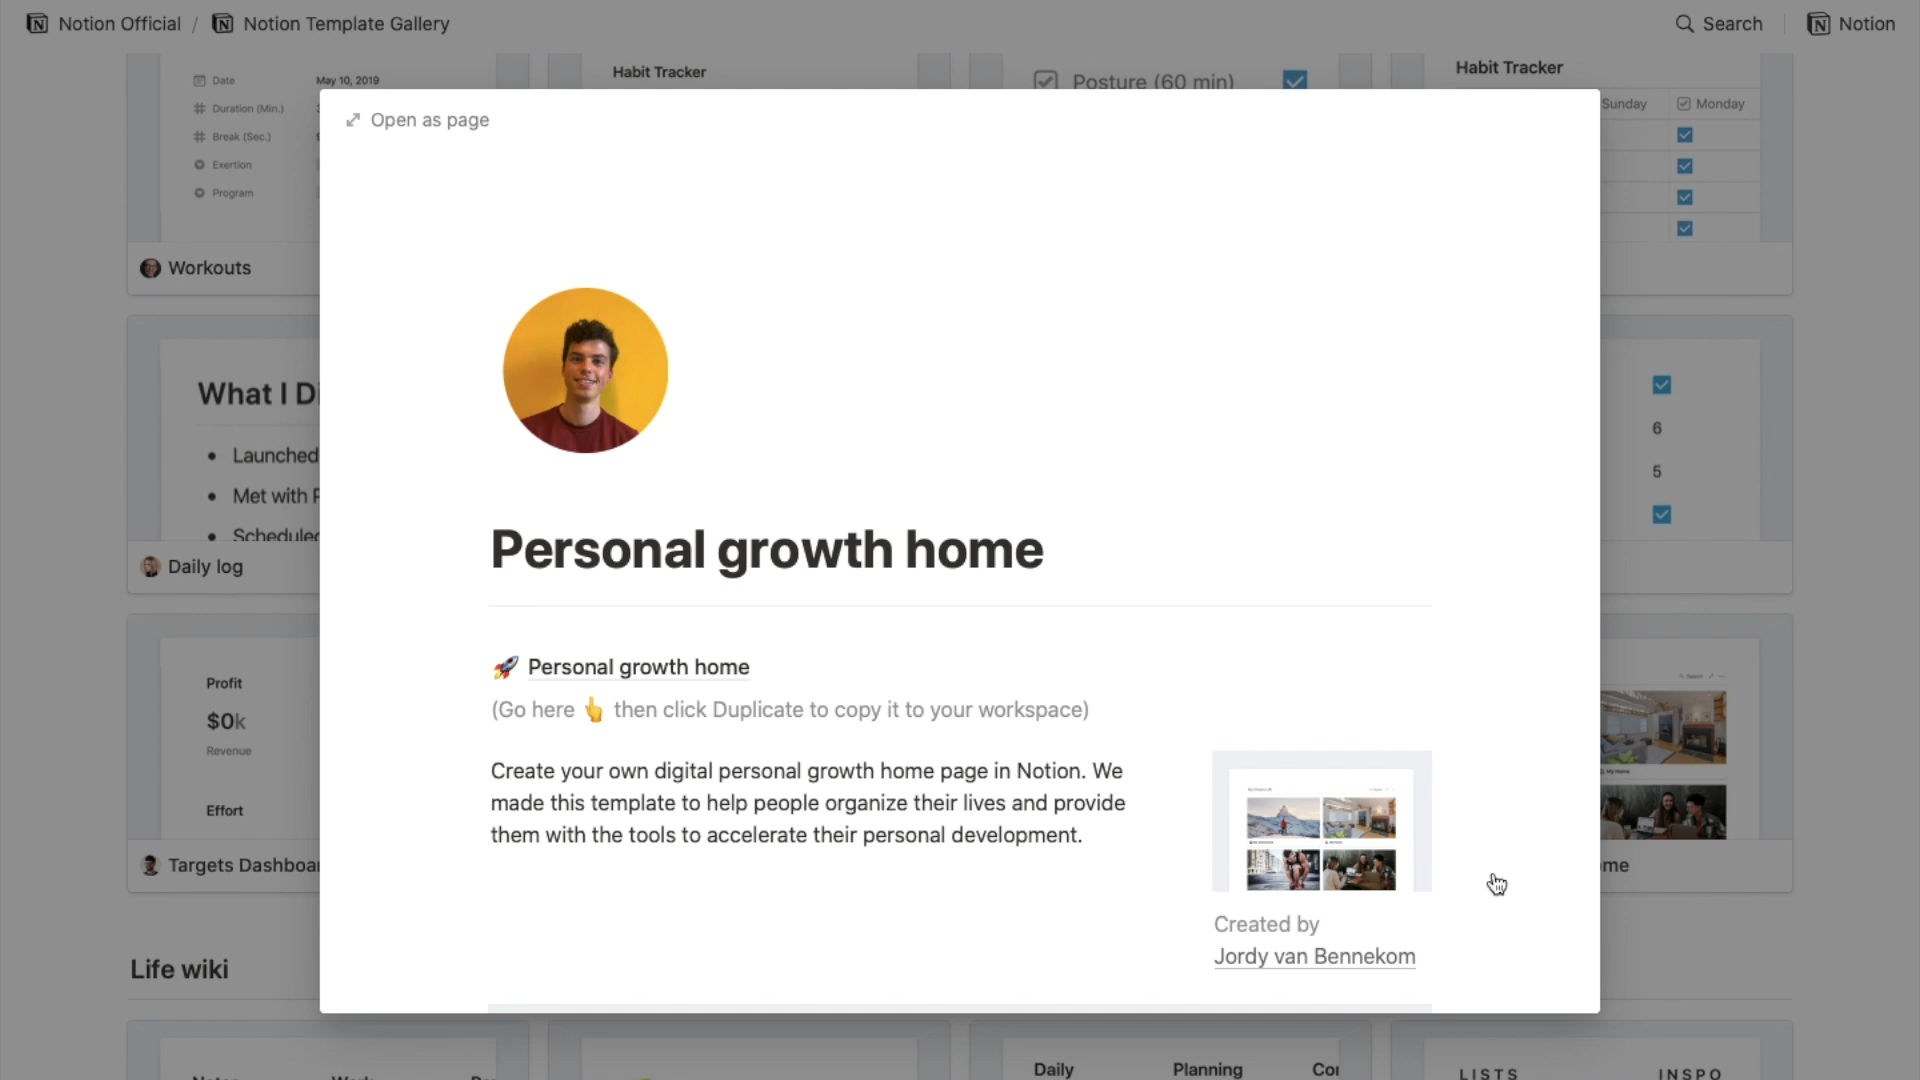 Notion Official / Notion Template Gallery
Search
Notion
Date
May 10, 2019
Duration (Min.)
Break (Sec.)
Exertion
Program
Workouts
Habit Tracker
Posture (60 min)
Habit Tracker
Sunday
Monday
Open as page
What I Di
Launched
Met with
Scheduled
Daily log
6
5
Personal growth home
🚀 Personal growth home
(Go here 👆 then click Duplicate to copy it to your workspace)
Create your own digital personal growth home page in Notion. We
made this template to help people organize their lives and provide
them with the tools to accelerate their personal development.
Created by
Jordy van Bennekom
Profit
$0k
Revenue
Effort
Targets Dashboar
My Home
ome
Life wiki
Daily
Planning
LISTS
INSPO